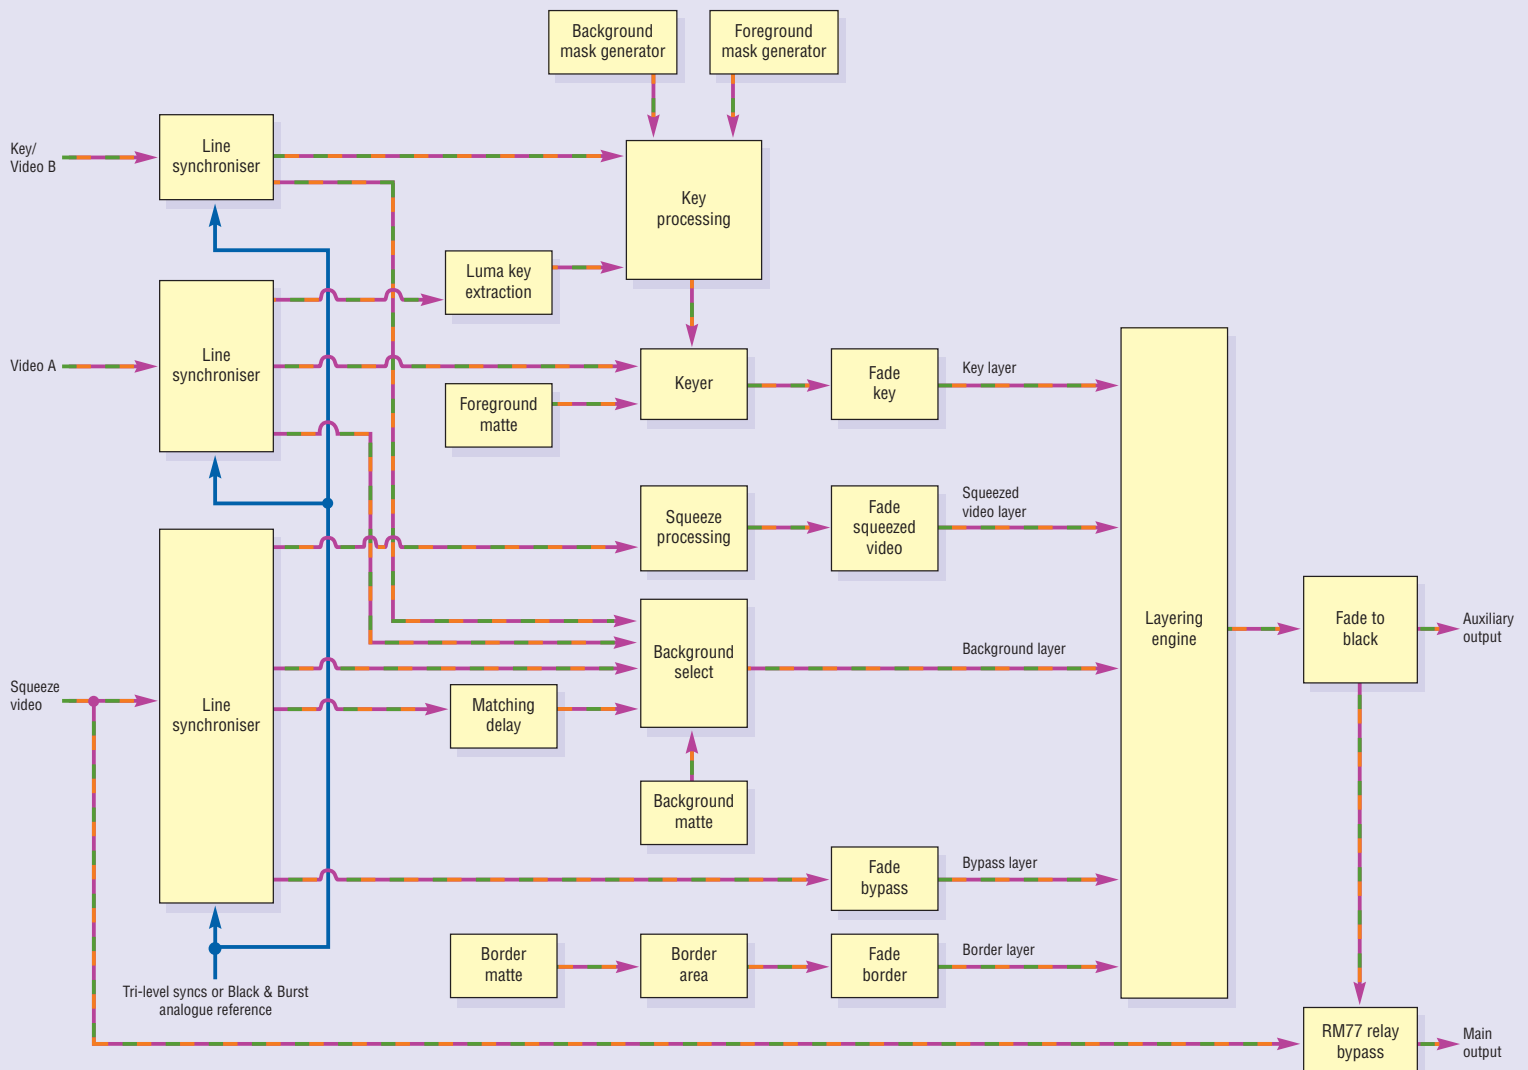 Background
mask generator
Foreground
mask generator
Key/
Video B
Line
synchroniser
Key
processing
Luma key
extraction
Video A
Line
synchroniser
Keyer
Fade
key
Key layer
Foreground
matte
Squeeze
processing
Fade
squeezed
video
Squeezed
video layer
Layering
engine
Fade to
black
Auxiliary
output
Background
select
Background layer
Squeeze
video
Line
synchroniser
Matching
delay
Background
matte
Fade
bypass
Bypass layer
Border
matte
Border
area
Fade
border
Border layer
Tri-level syncs or Black & Burst
analogue reference
RM77 relay
bypass
Main
output